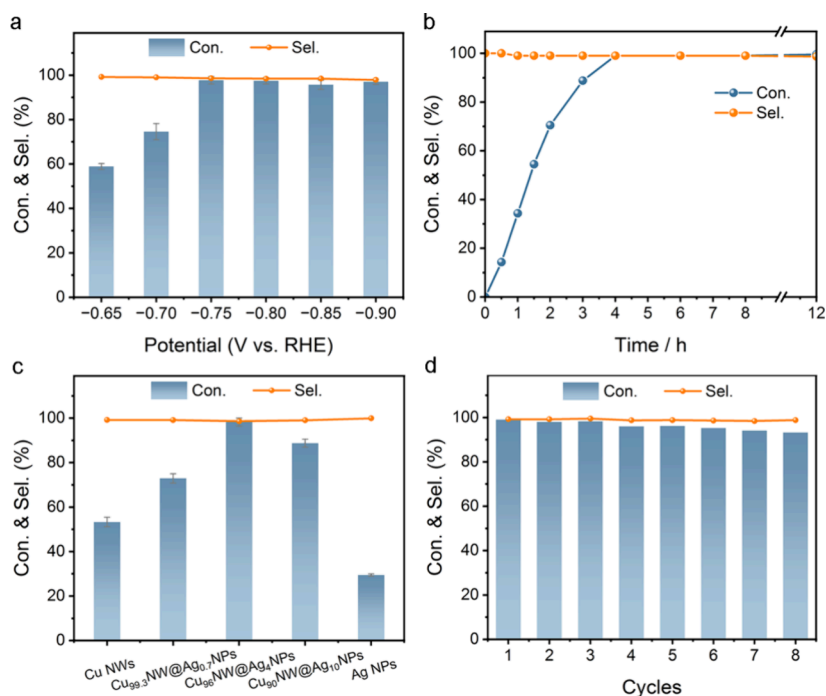 a
Con. Sel.
Con. & Sel. (%)
100
80
60
40
20
0
−0.65 −0.70 −0.75 −0.80 −0.85 −0.90
Potential (V vs. RHE)
b
Con.
Sel.
Con. & Sel. (%)
100
80
60
40
20
0
0 1 2 3 4 6 8 12
Time / h
c
Con. Sel.
Con. & Sel. (%)
100
80
60
40
20
0
Cu NWs Cu₉₉.₃NW@Ag₀.₇NPs Cu₉₆NW@Ag₄NPs Cu₉₀NW@Ag₁₀NPs Ag NPs
d
Con. Sel.
Con. & Sel. (%)
100
80
60
40
20
0
1 2 3 4 5 6 7 8
Cycles